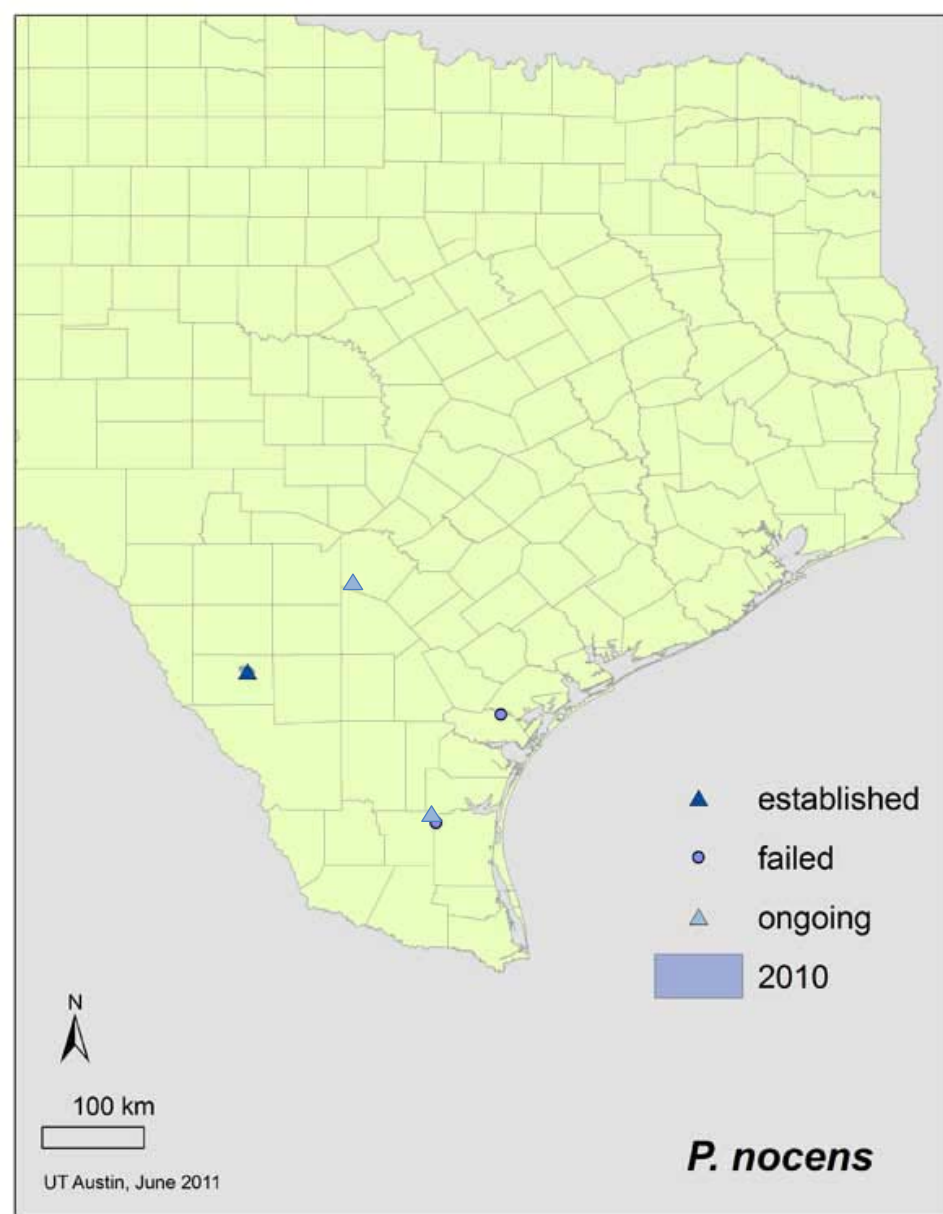 established
failed
ongoing
2010
N
100 km
P. nocens
UT Austin, June 2011